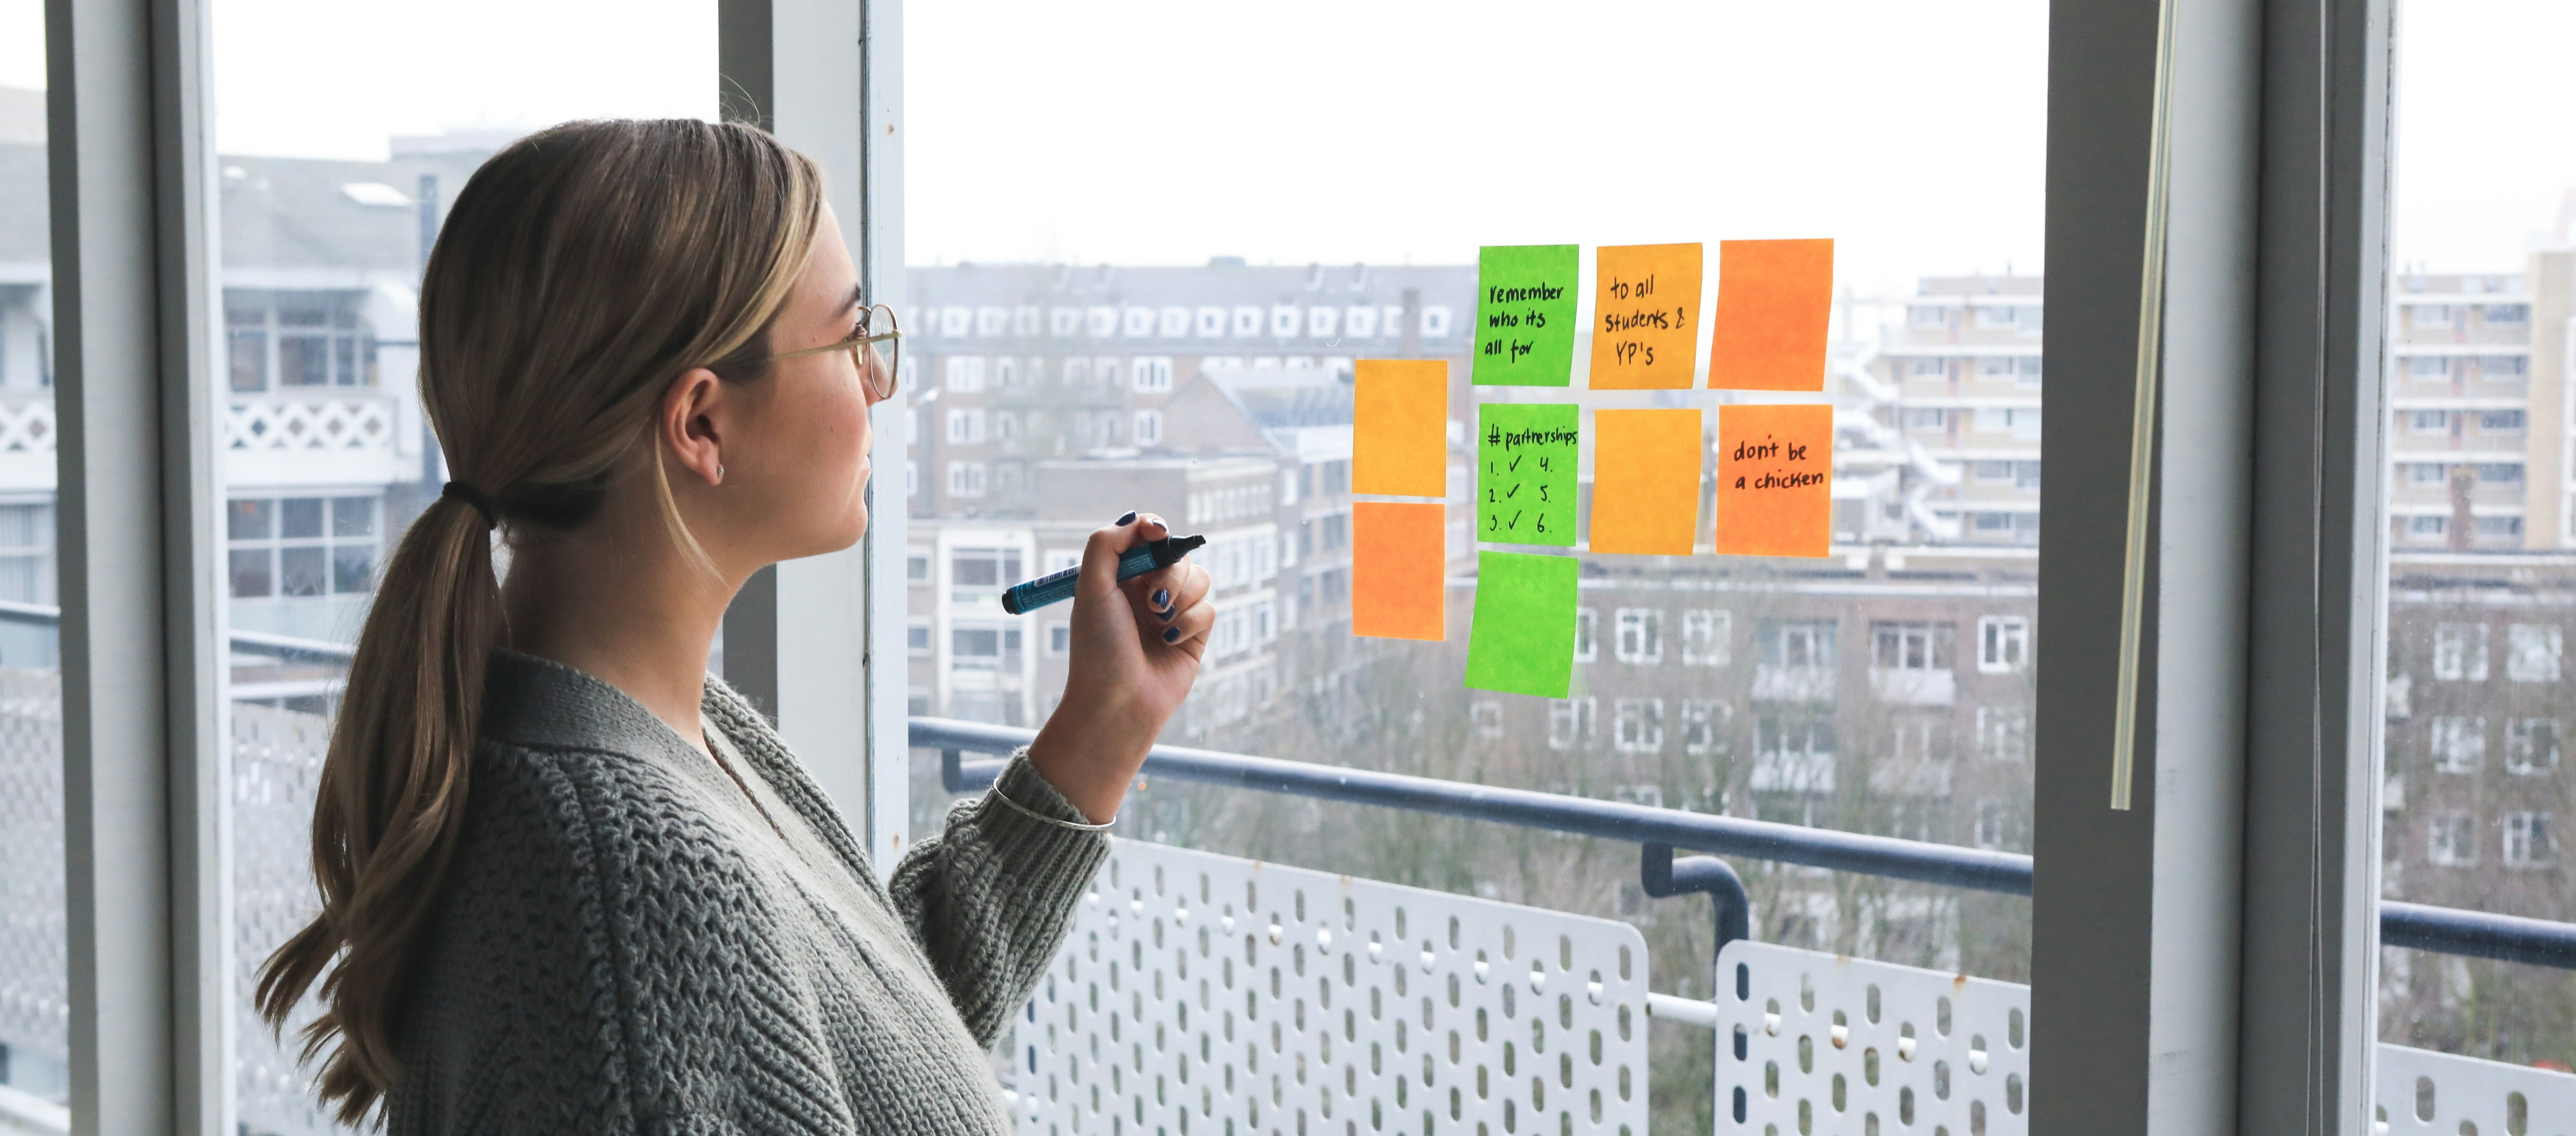 remember
who its
all for
to all
students &
YP's
# partnerships
1. ✓ 4.
2. ✓ 5.
3. ✓ 6.
don't be
a chicken